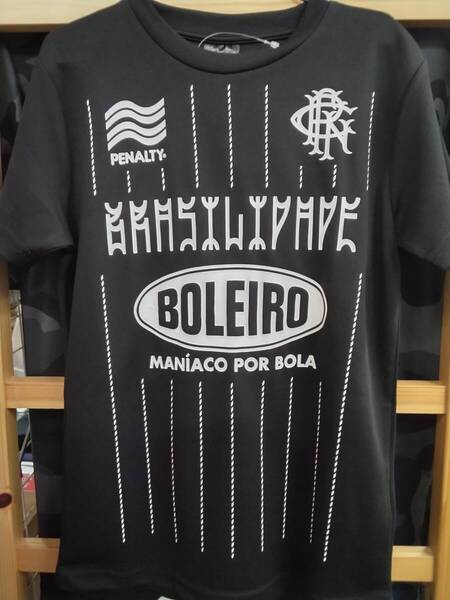 PENALTY
BRASILIDADE
BOLEIRO
MANÍACO POR BOLA